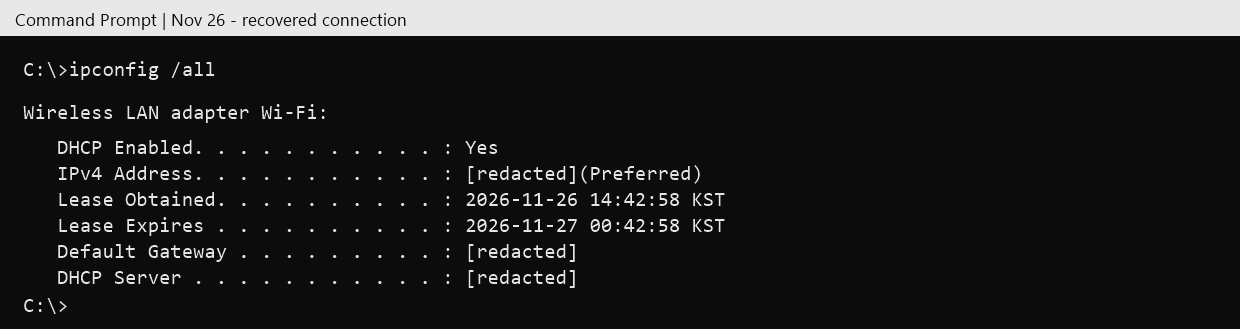 Command Prompt | Nov 26 - recovered connection
C:\>ipconfig /all
Wireless LAN adapter Wi-Fi:
DHCP Enabled. . . . . . . . . . . : Yes
IPv4 Address. . . . . . . . . . . : [redacted](Preferred)
Lease Obtained. . . . . . . . . . : 2026-11-26 14:42:58 KST
Lease Expires . . . . . . . . . . : 2026-11-27 00:42:58 KST
Default Gateway . . . . . . . . . : [redacted]
DHCP Server . . . . . . . . . . . : [redacted]
C:\>